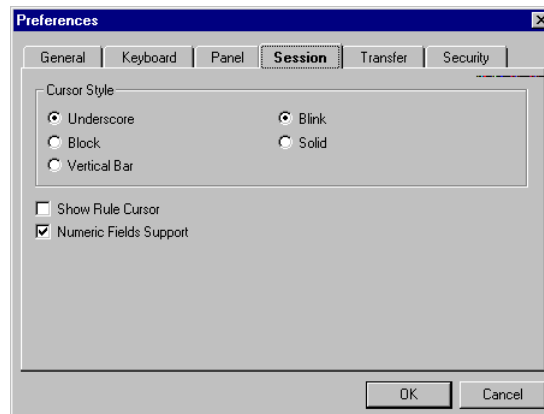 Preferences
General Keyboard Panel Session Transfer Security
Cursor Style
Underscore Blink
Block Solid
Vertical Bar
Show Rule Cursor
Numeric Fields Support
OK Cancel